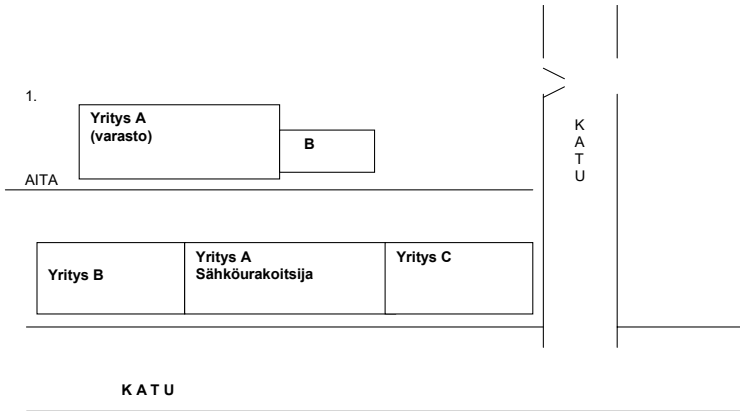 1.
Yritys A
(varasto)
B
K
A
T
U
AITA
Yritys B
Yritys A
Sähköurakoitsija
Yritys C
K A T U